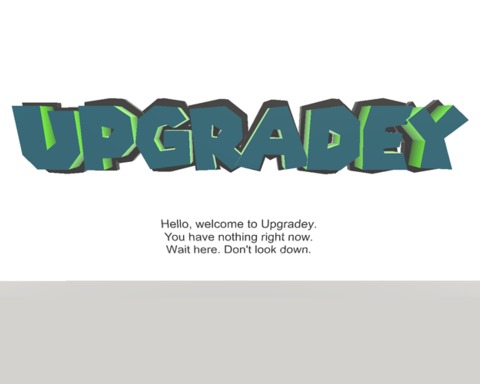 UPGRADEY
Hello, welcome to Upgradey.
You have nothing right now.
Wait here. Don't look down.